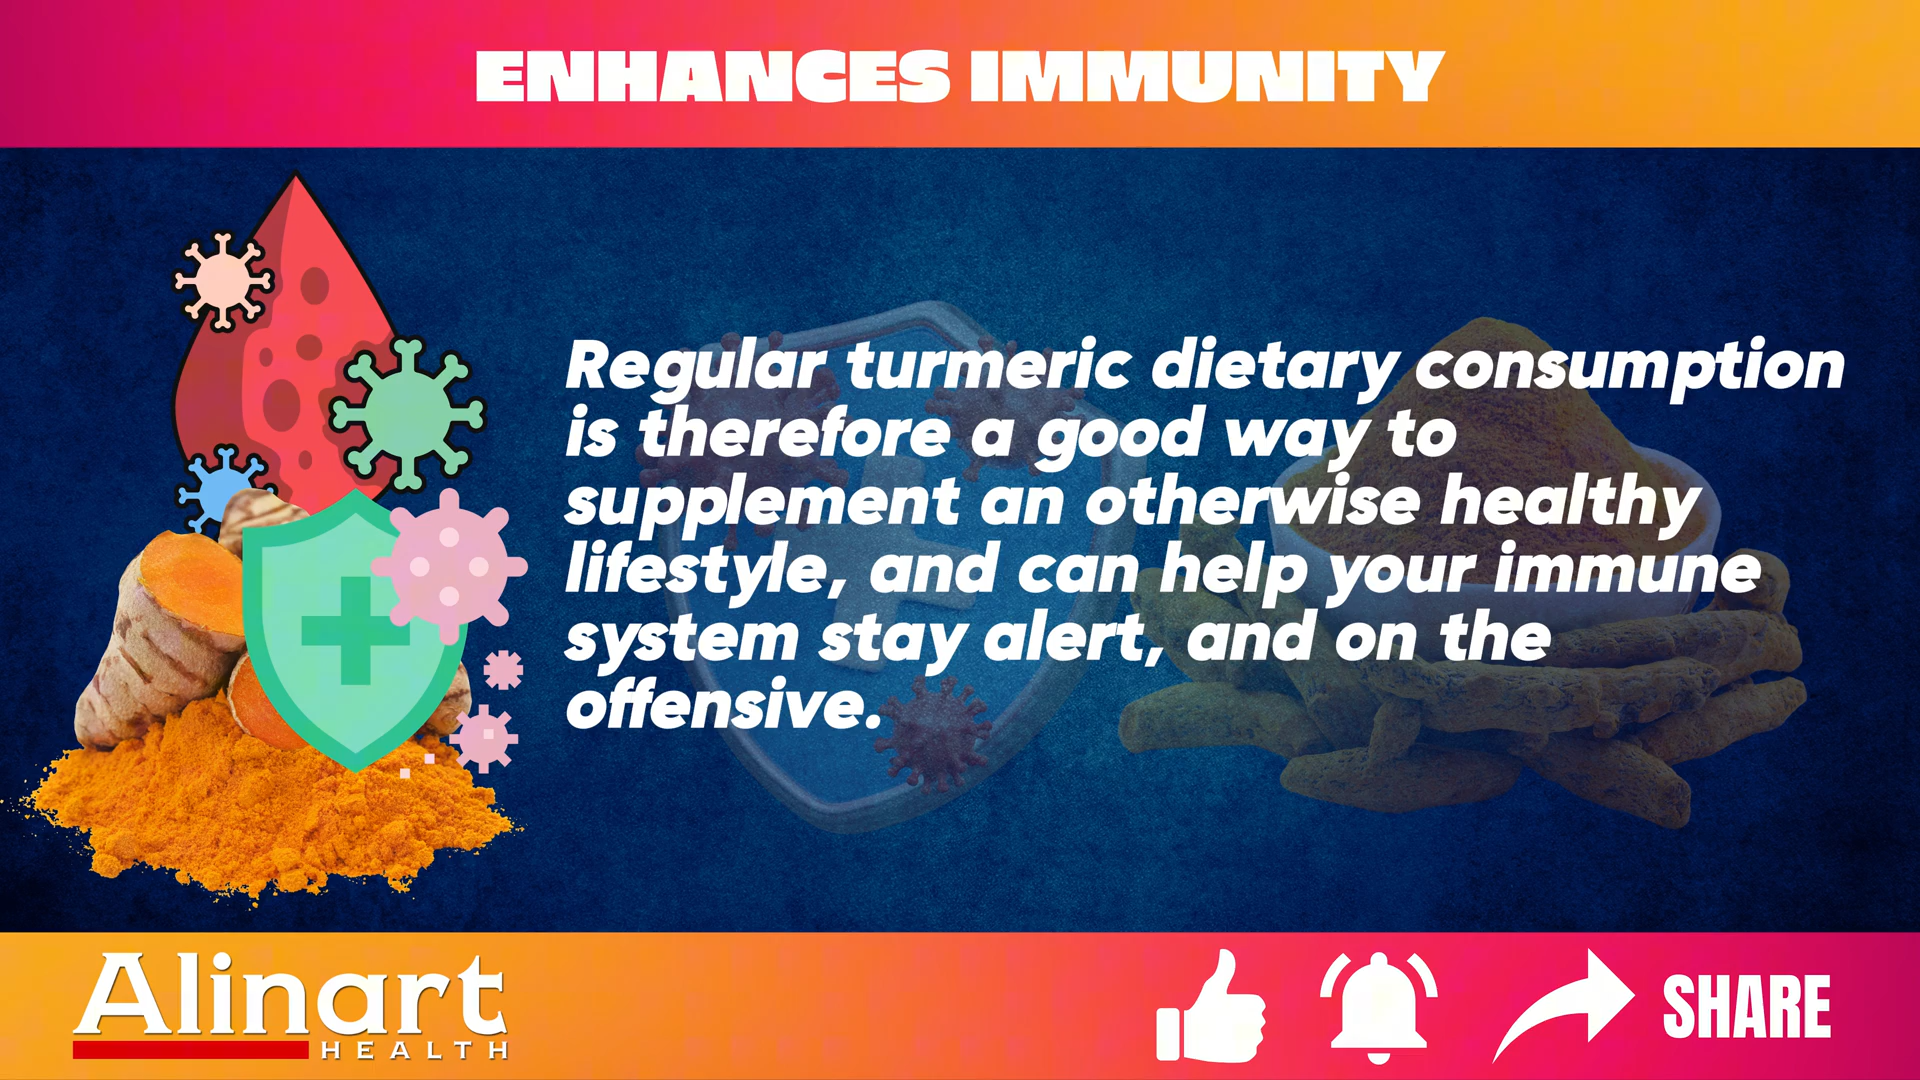 ENHANCES IMMUNITY
Regular turmeric dietary consumption
is therefore a good way to
supplement an otherwise healthy
lifestyle, and can help your immune
system stay alert, and on the
offensive.
Alinart
HEALTH
SHARE